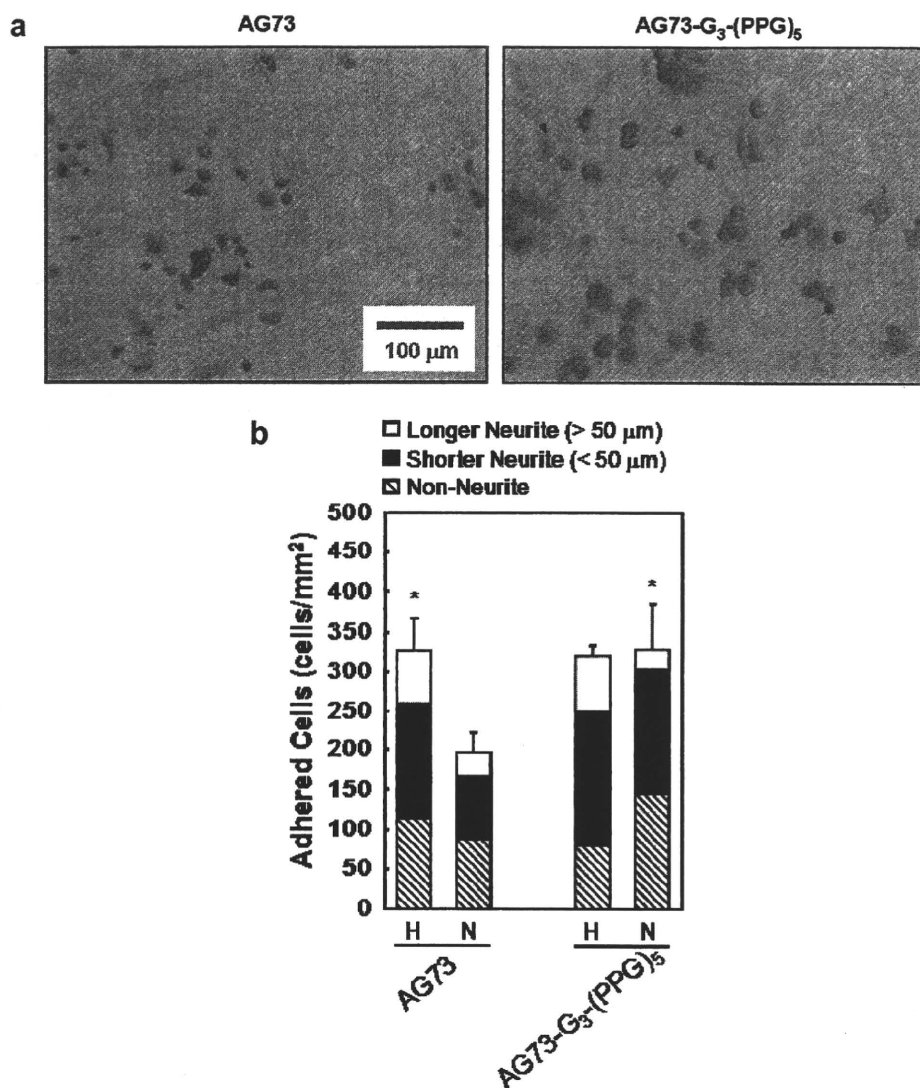 a
AG73
AG73-G₃-(PPG)₅
100 µm
b
Longer Neurite (> 50 µm)
Shorter Neurite (< 50 µm)
Non-Neurite
Adhered Cells (cells/mm²)
500
450
400
350
300
250
200
150
100
50
0
*
*
H
N
H
N
AG73
AG73-G₃-(PPG)₅